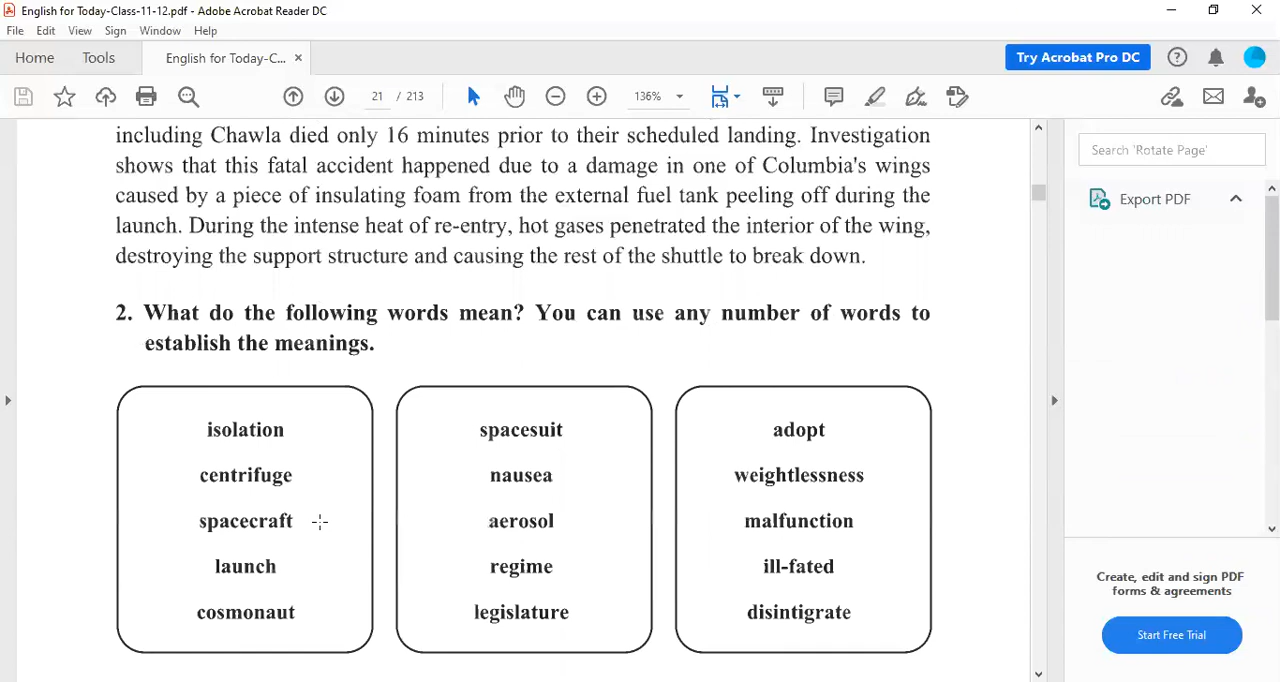 English for Today-Class-11-12.pdf - Adobe Acrobat Reader DC
File Edit View Sign Window Help
Home Tools English for Today-C... × Try Acrobat Pro DC
21 / 213 136%
including Chawla died only 16 minutes prior to their scheduled landing. Investigation
shows that this fatal accident happened due to a damage in one of Columbia's wings
caused by a piece of insulating foam from the external fuel tank peeling off during the
launch. During the intense heat of re-entry, hot gases penetrated the interior of the wing,
destroying the support structure and causing the rest of the shuttle to break down.
2. What do the following words mean? You can use any number of words to
establish the meanings.
isolation
centrifuge
spacecraft
launch
cosmonaut
spacesuit
nausea
aerosol
regime
legislature
adopt
weightlessness
malfunction
ill-fated
disintigrate
Search 'Rotate Page'
Export PDF
Create, edit and sign PDF
forms & agreements
Start Free Trial